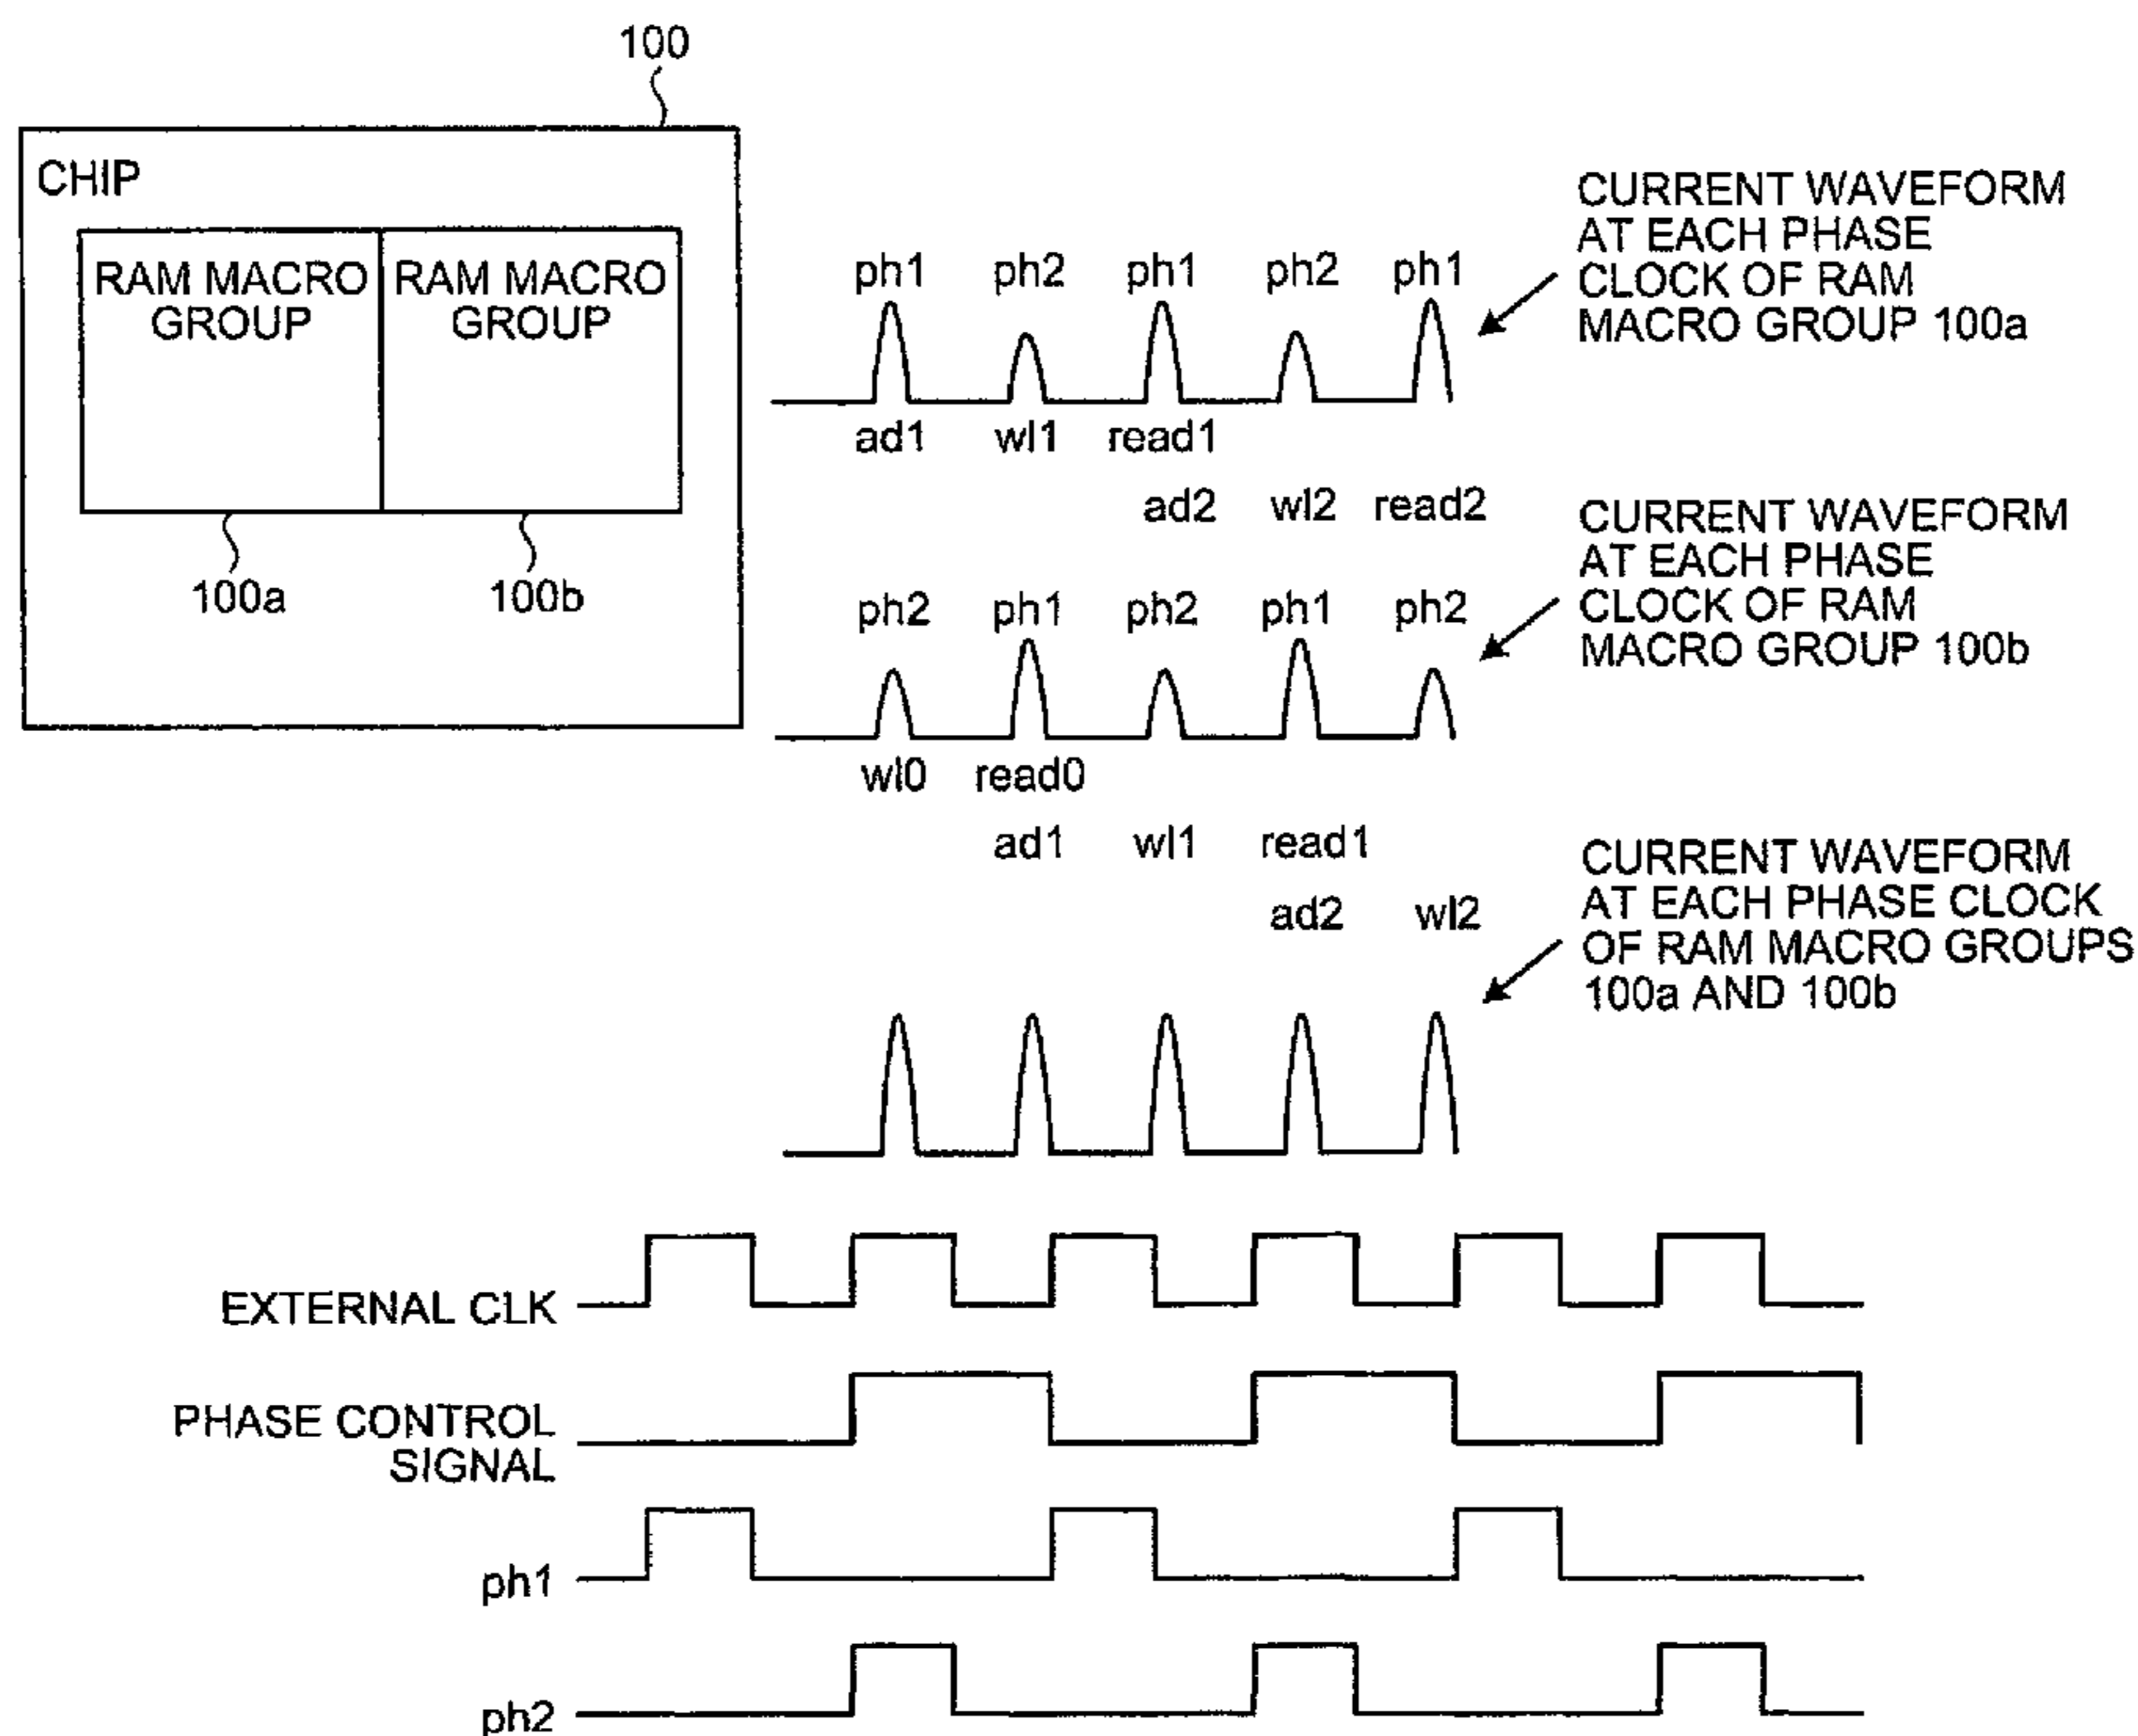 100
CHIP
RAM MACRO
GROUP
RAM MACRO
GROUP
100a
100b
ph1 ph2 ph1 ph2 ph1
ad1 wl1 read1
ad2 wl2 read2
CURRENT WAVEFORM
AT EACH PHASE
CLOCK OF RAM
MACRO GROUP 100a
ph2 ph1 ph2 ph1 ph2
wl0 read0
ad1 wl1 read1
ad2 wl2
CURRENT WAVEFORM
AT EACH PHASE
CLOCK OF RAM
MACRO GROUP 100b
CURRENT WAVEFORM
AT EACH PHASE CLOCK
OF RAM MACRO GROUPS
100a AND 100b
EXTERNAL CLK
PHASE CONTROL
SIGNAL
ph1
ph2